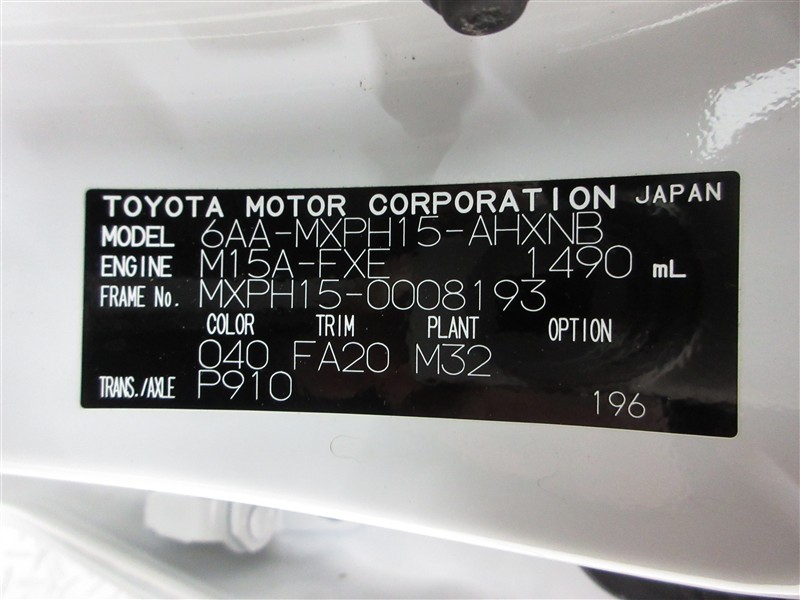 TOYOTA MOTOR CORPORATION JAPAN
MODEL 6AA-MXPH15-AHXNB
ENGINE M15A-FXE 1490 mL
FRAME No. MXPH15-0008193
COLOR TRIM PLANT OPTION
040 FA20 M32
TRANS./AXLE P910
196